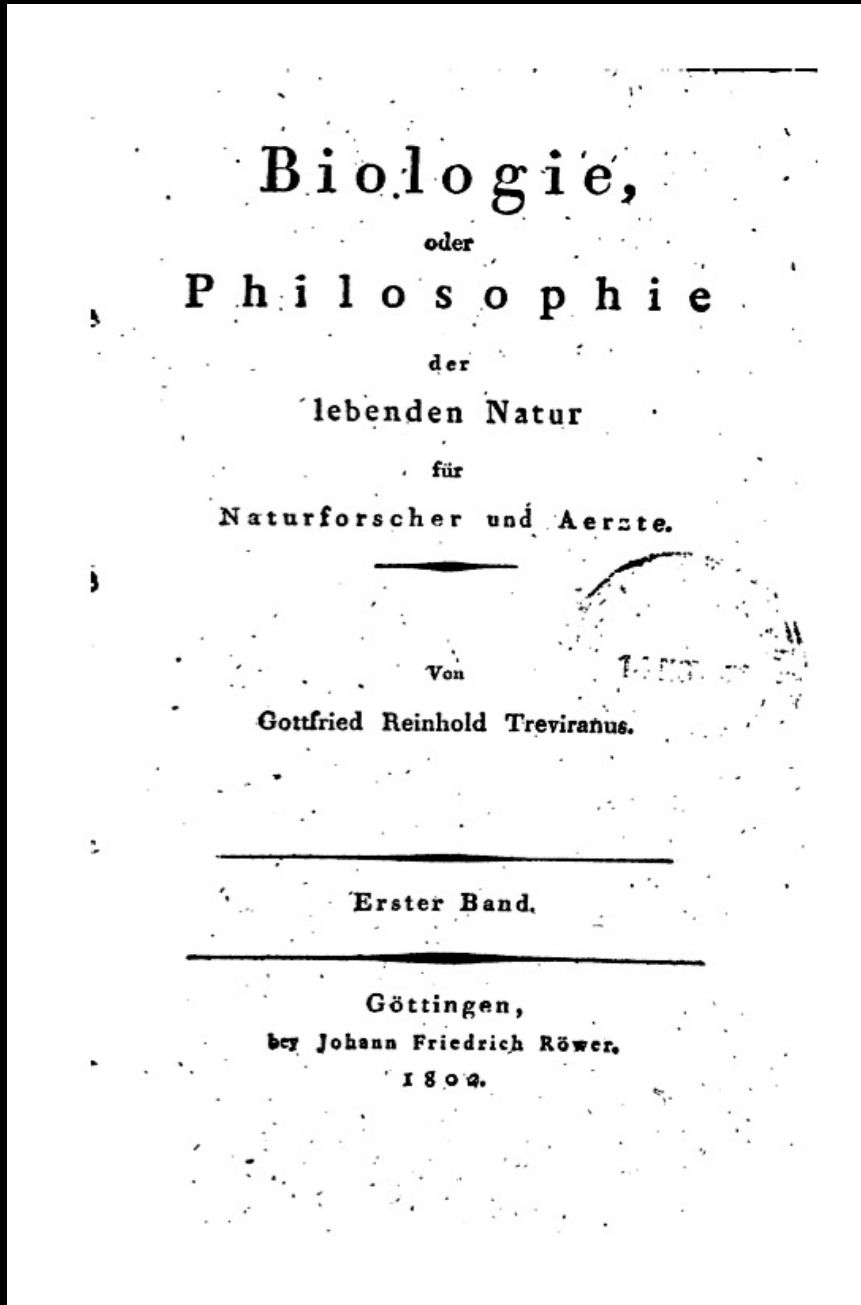 Biologie,
oder
Philosophie
der
lebenden Natur
für
Naturforscher und Aerzte.
Von
Gottfried Reinhold Treviranus.
Erster Band.
Göttingen,
bey Johann Friedrich Röwer.
1802.